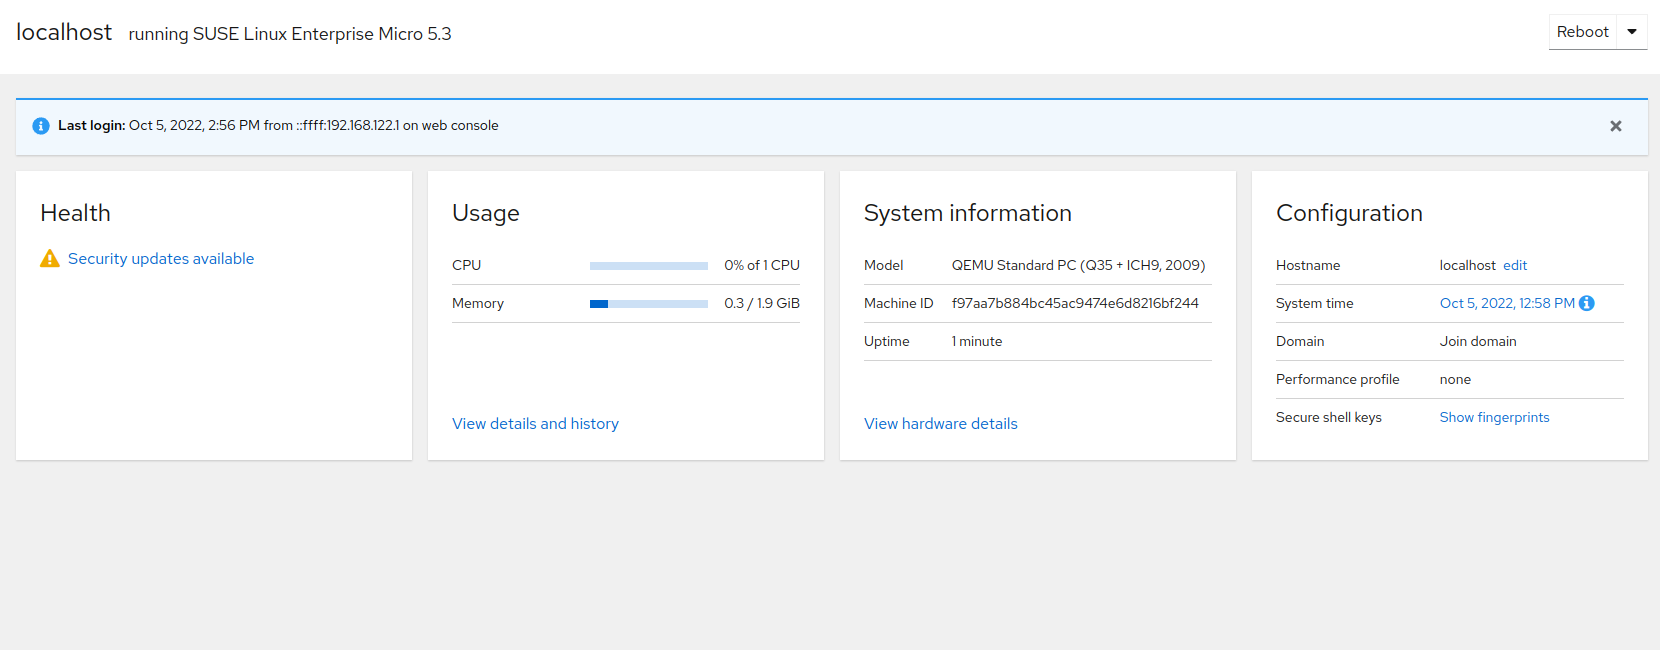 localhost running SUSE Linux Enterprise Micro 5.3
Reboot
Last login: Oct 5, 2022, 2:56 PM from ::ffff:192.168.122.1 on web console
Health
Security updates available
Usage
CPU 0% of 1 CPU
Memory 0.3 / 1.9 GiB
View details and history
System information
Model QEMU Standard PC (Q35 + ICH9, 2009)
Machine ID f97aa7b884bc45ac9474e6d8216bf244
Uptime 1 minute
View hardware details
Configuration
Hostname localhost edit
System time Oct 5, 2022, 12:58 PM
Domain Join domain
Performance profile none
Secure shell keys Show fingerprints